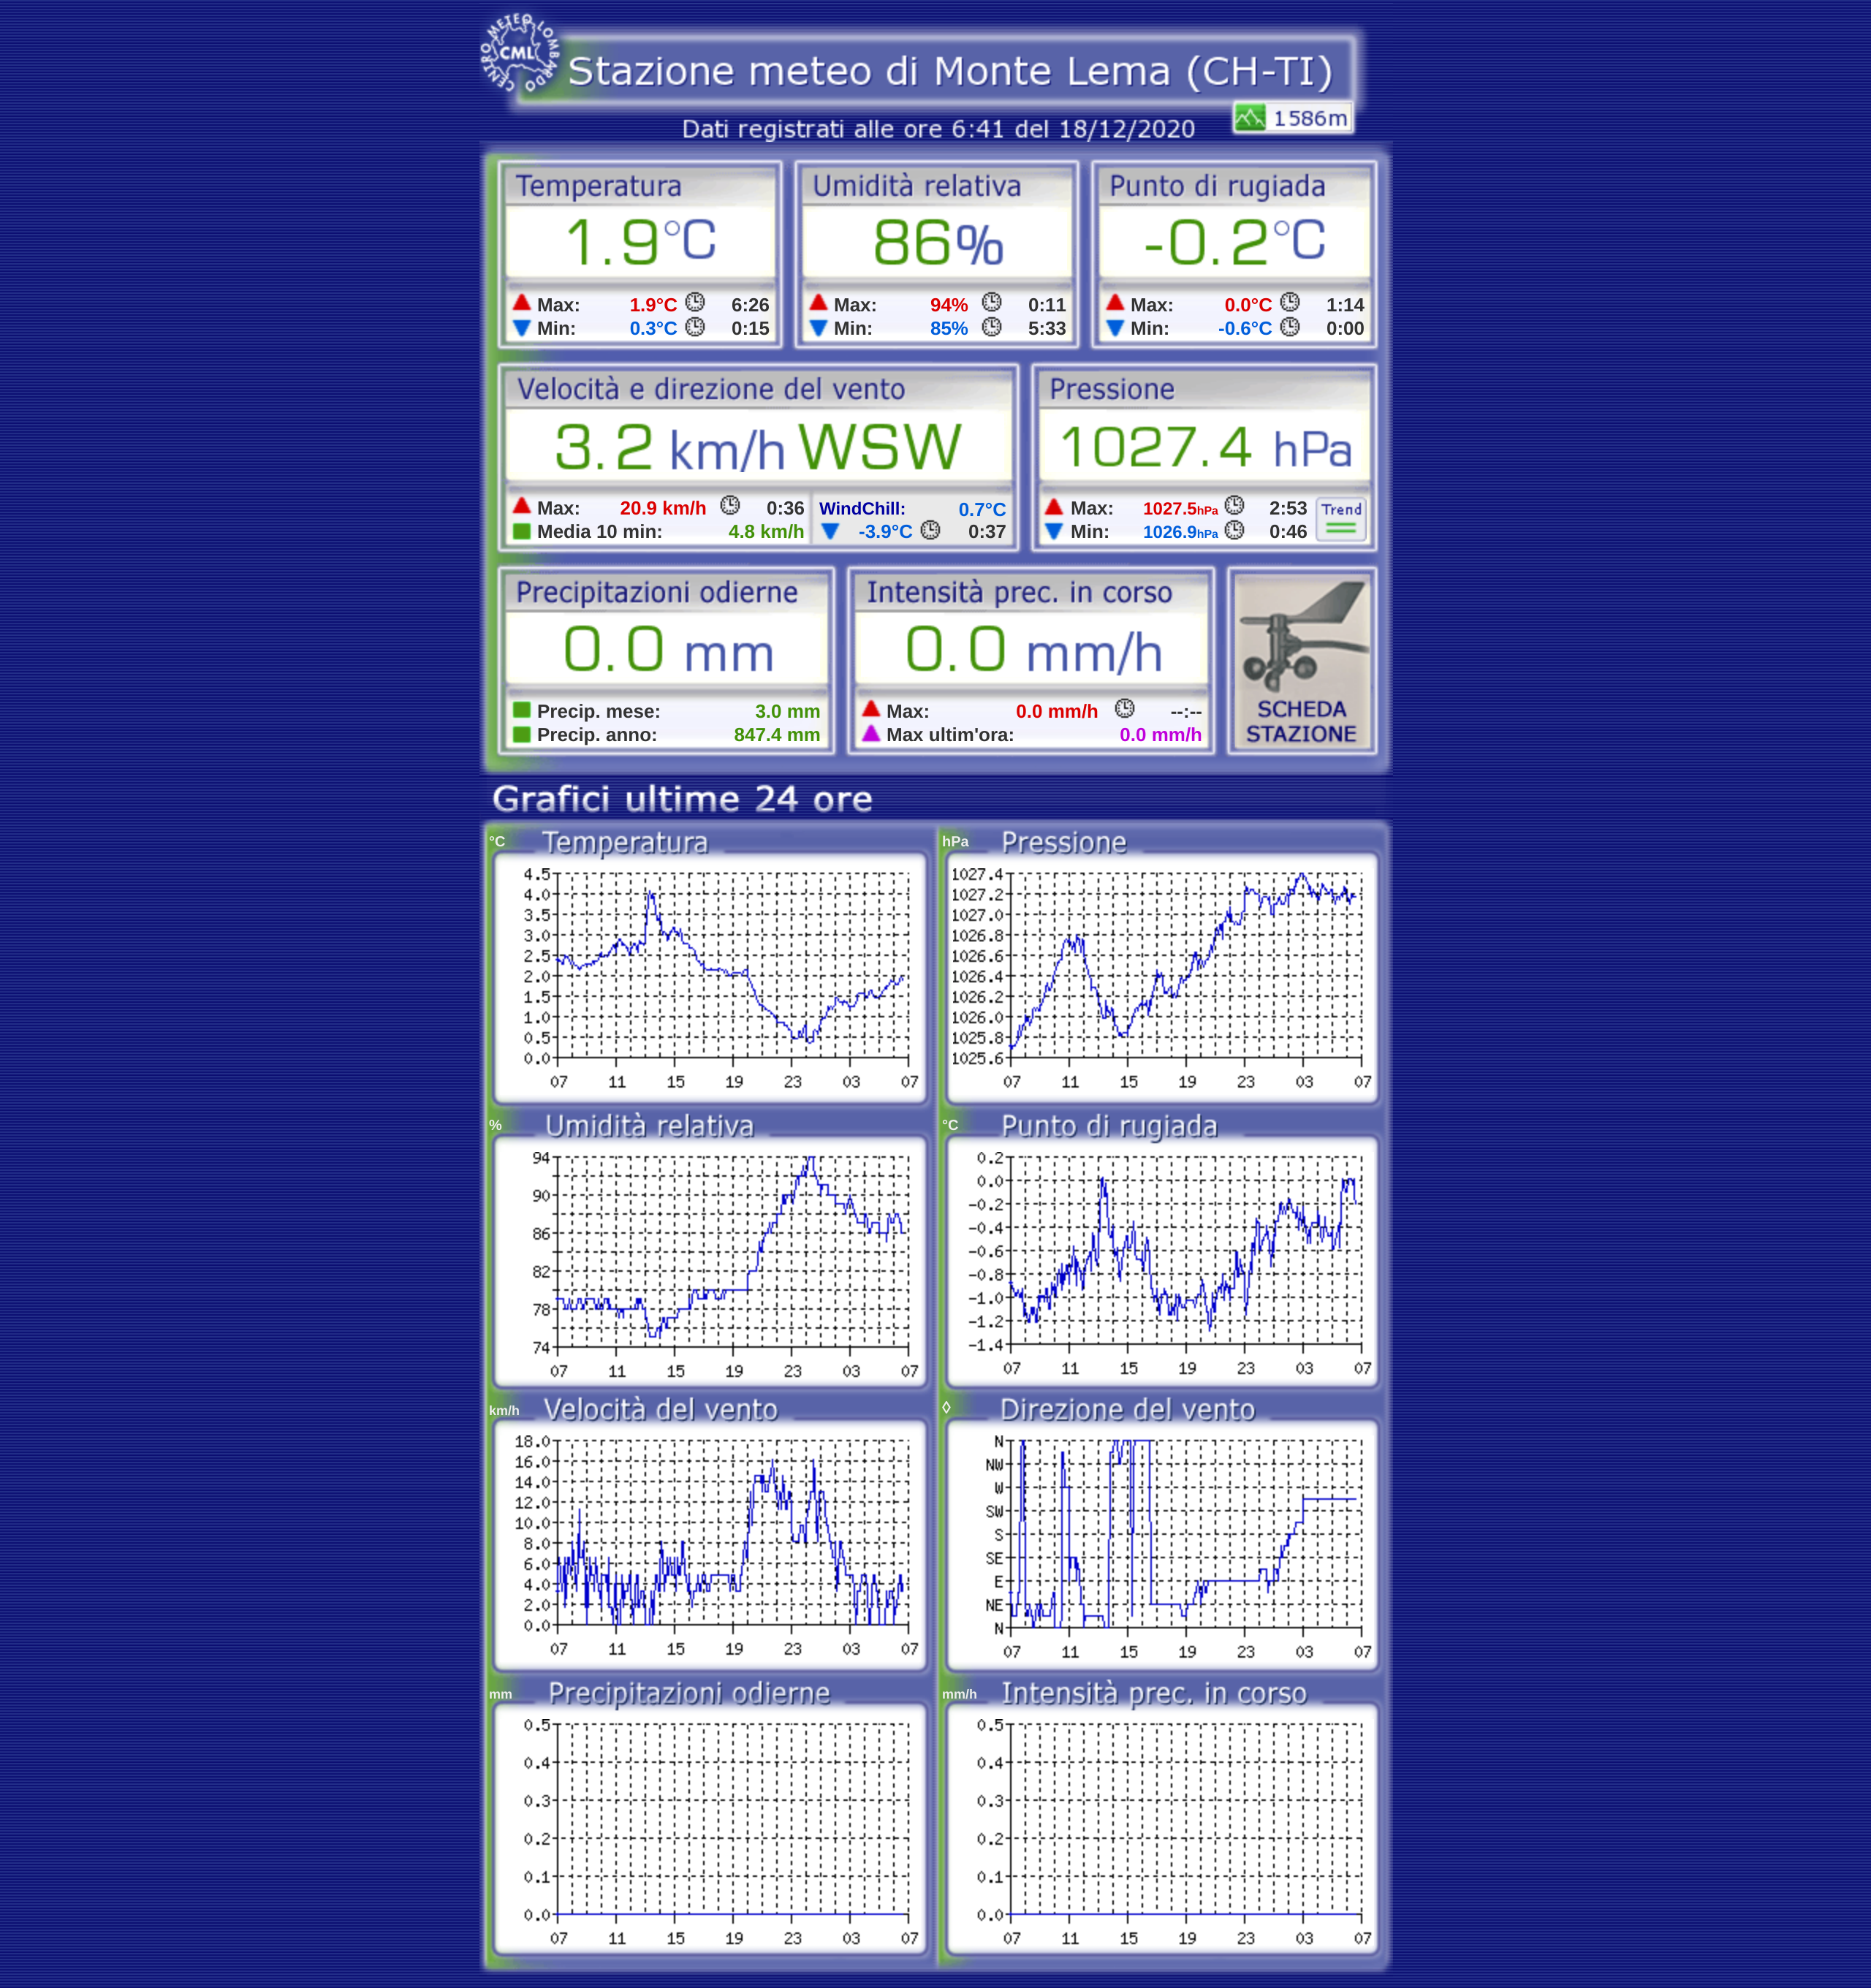 CENTRO METEO LOMBARDO
CML
Stazione meteo di Monte Lema (CH-TI)
1586m
Dati registrati alle ore 6:41 del 18/12/2020
Temperatura
1.9°C
Max: 1.9°C 6:26
Min: 0.3°C 0:15
Umidità relativa
86%
Max: 94% 0:11
Min: 85% 5:33
Punto di rugiada
-0.2°C
Max: 0.0°C 1:14
Min: -0.6°C 0:00
Velocità e direzione del vento
3.2 km/h WSW
Max: 20.9 km/h 0:36
Media 10 min: 4.8 km/h
WindChill: 0.7°C
-3.9°C 0:37
Pressione
1027.4 hPa
Max: 1027.5hPa 2:53
Min: 1026.9hPa 0:46
Trend
Precipitazioni odierne
0.0 mm
Precip. mese: 3.0 mm
Precip. anno: 847.4 mm
Intensità prec. in corso
0.0 mm/h
Max: 0.0 mm/h --:--
Max ultim'ora: 0.0 mm/h
SCHEDA
STAZIONE
Grafici ultime 24 ore
°C Temperatura
4.5
4.0
3.5
3.0
2.5
2.0
1.5
1.0
0.5
0.0
07 11 15 19 23 03 07
hPa Pressione
1027.4
1027.2
1027.0
1026.8
1026.6
1026.4
1026.2
1026.0
1025.8
1025.6
07 11 15 19 23 03 07
% Umidità relativa
94
90
86
82
78
74
07 11 15 19 23 03 07
°C Punto di rugiada
0.2
0.0
-0.2
-0.4
-0.6
-0.8
-1.0
-1.2
-1.4
07 11 15 19 23 03 07
km/h Velocità del vento
18.0
16.0
14.0
12.0
10.0
8.0
6.0
4.0
2.0
0.0
07 11 15 19 23 03 07
◊ Direzione del vento
N
NW
W
SW
S
SE
E
NE
N
07 11 15 19 23 03 07
mm Precipitazioni odierne
0.5
0.4
0.3
0.2
0.1
0.0
07 11 15 19 23 03 07
mm/h Intensità prec. in corso
0.5
0.4
0.3
0.2
0.1
0.0
07 11 15 19 23 03 07